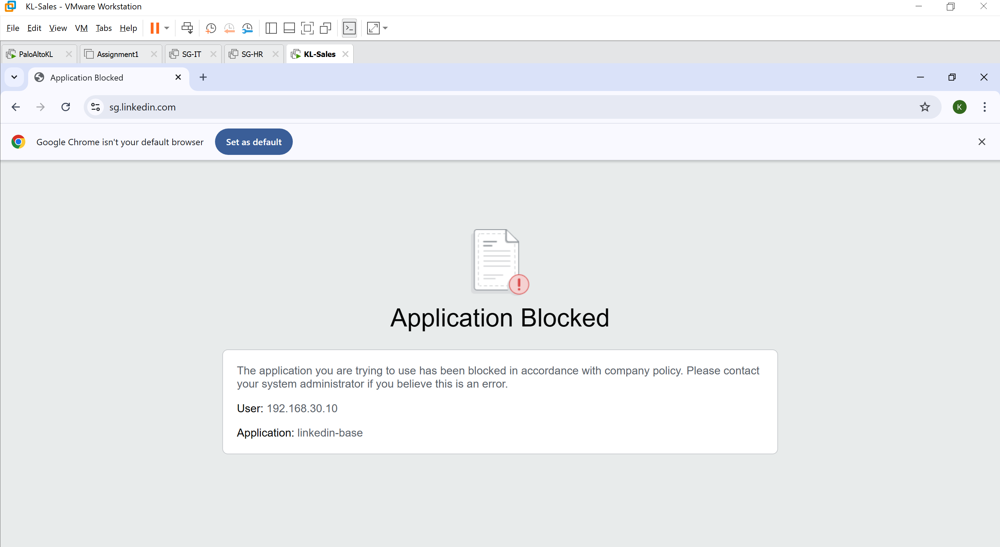 KL-Sales - VMware Workstation
File Edit View VM Tabs Help
PaloAltoKL Assignment1 SG-IT SG-HR KL-Sales
Application Blocked
sg.linkedin.com K
Google Chrome isn't your default browser Set as default
Application Blocked
The application you are trying to use has been blocked in accordance with company policy. Please contact
your system administrator if you believe this is an error.
User: 192.168.30.10
Application: linkedin-base